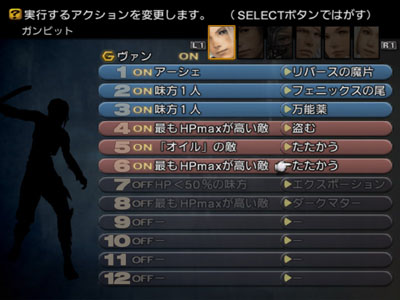 ?実行するアクションを変更します。 (SELECTボタンではがす)
ガンビット
L1 R1
Gヴァン ON
1 ON アーシェ リバースの魔片
2 ON 味方1人 フェニックスの尾
3 ON 味方1人 万能薬
4 ON 最もHPmaxが高い敵 盗む
5 ON 「オイル」の敵 たたかう
6 ON 最もHPmaxが高い敵 たたかう
7 OFF HP<50%の味方 エクスポーション
8 OFF 最もHPmaxが高い敵 ダークマター
9 OFF ー ー
10 OFF ー ー
11 OFF ー ー
12 OFF ー ー